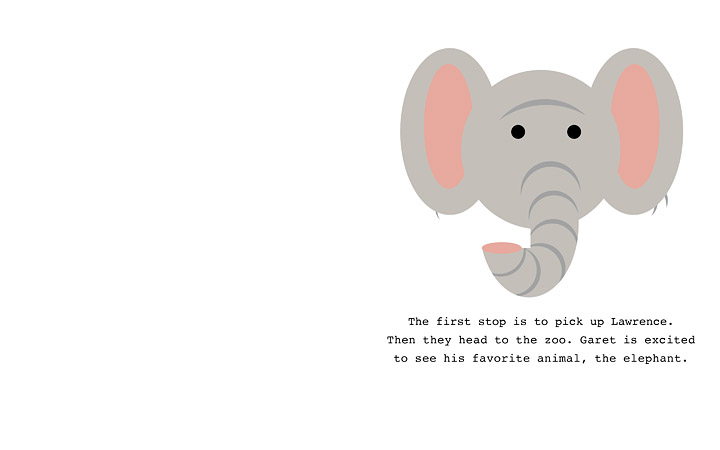 The first stop is to pick up Lawrence.
Then they head to the zoo. Garet is excited
to see his favorite animal, the elephant.